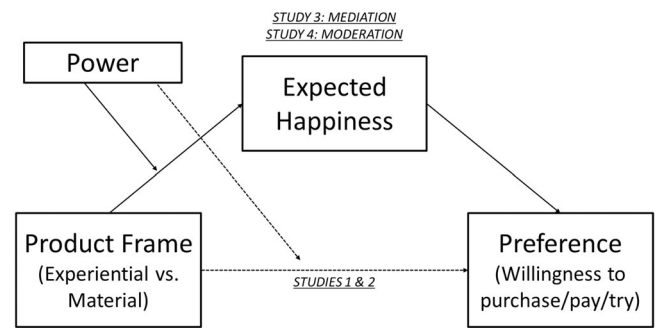 STUDY 3: MEDIATION
STUDY 4: MODERATION
Power
Expected
Happiness
Product Frame
(Experiential vs.
Material)
STUDIES 1 & 2
Preference
(Willingness to
purchase/pay/try)